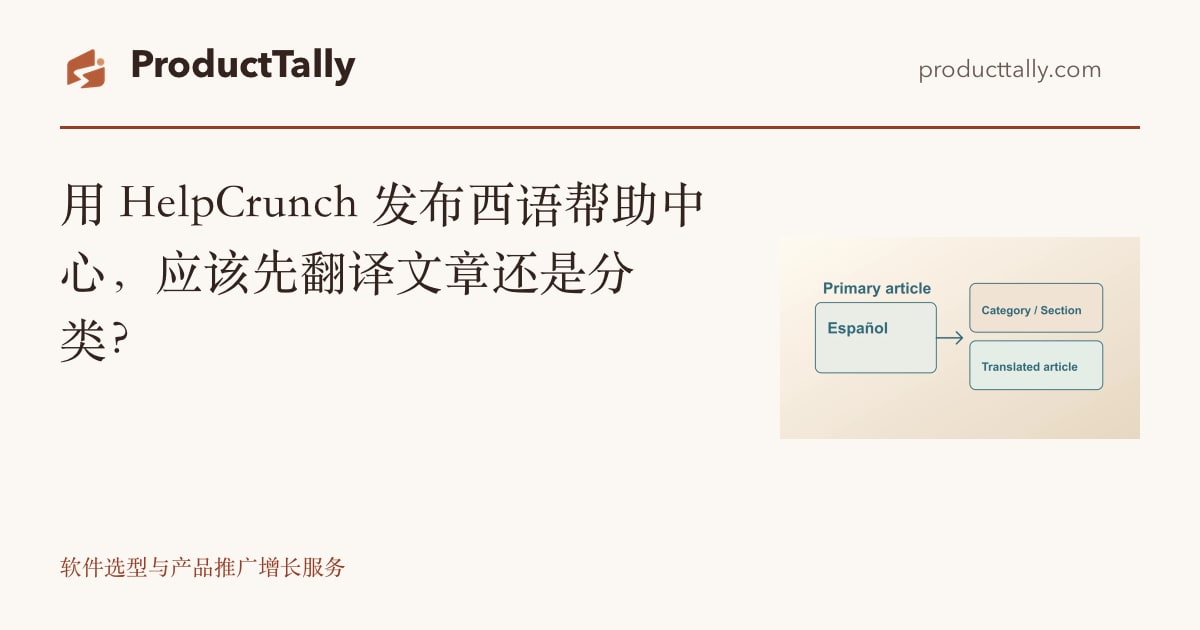 ProductTally
producttally.com
用 HelpCrunch 发布西语帮助中
心，应该先翻译文章还是分
类？
Primary article
Español
Category / Section
Translated article
软件选型与产品推广增长服务